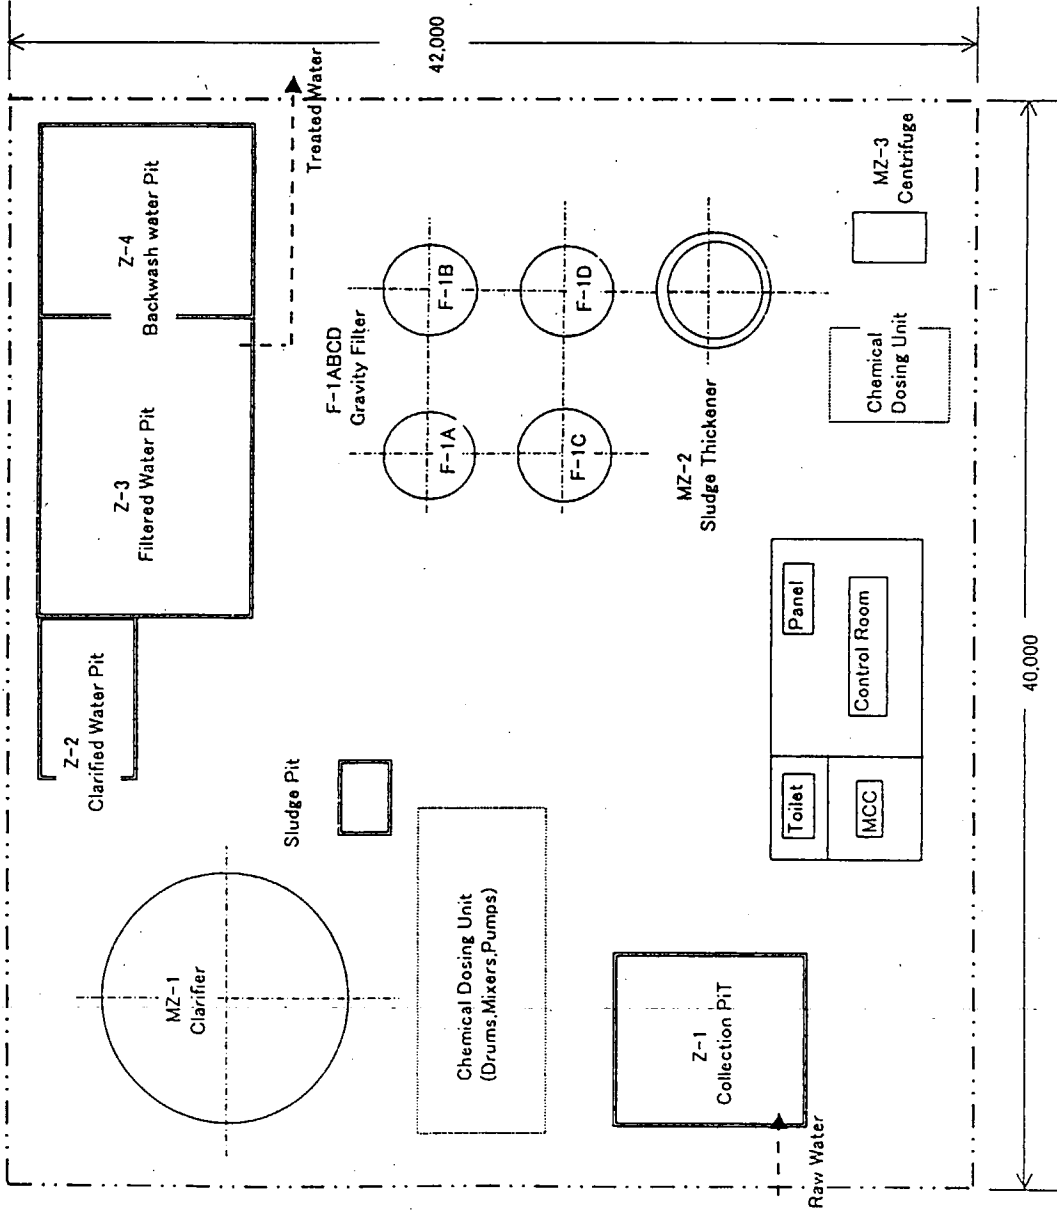 42,000
Treated Water
Z-4
Backwash water Pit
Z-3
Filtered Water Pit
Z-2
Clarified Water Pit
F-1ABCD
Gravity Filter
F-1A
F-1B
F-1C
F-1D
MZ-2
Sludge Thickener
MZ-3
Centrifuge
Chemical
Dosing Unit
Sludge Pit
MZ-1
Clarifier
Chemical Dosing Unit
(Drums,Mixers,Pumps)
Panel
Control Room
Toilet
MCC
Z-1
Collection PiT
Raw Water
40,000